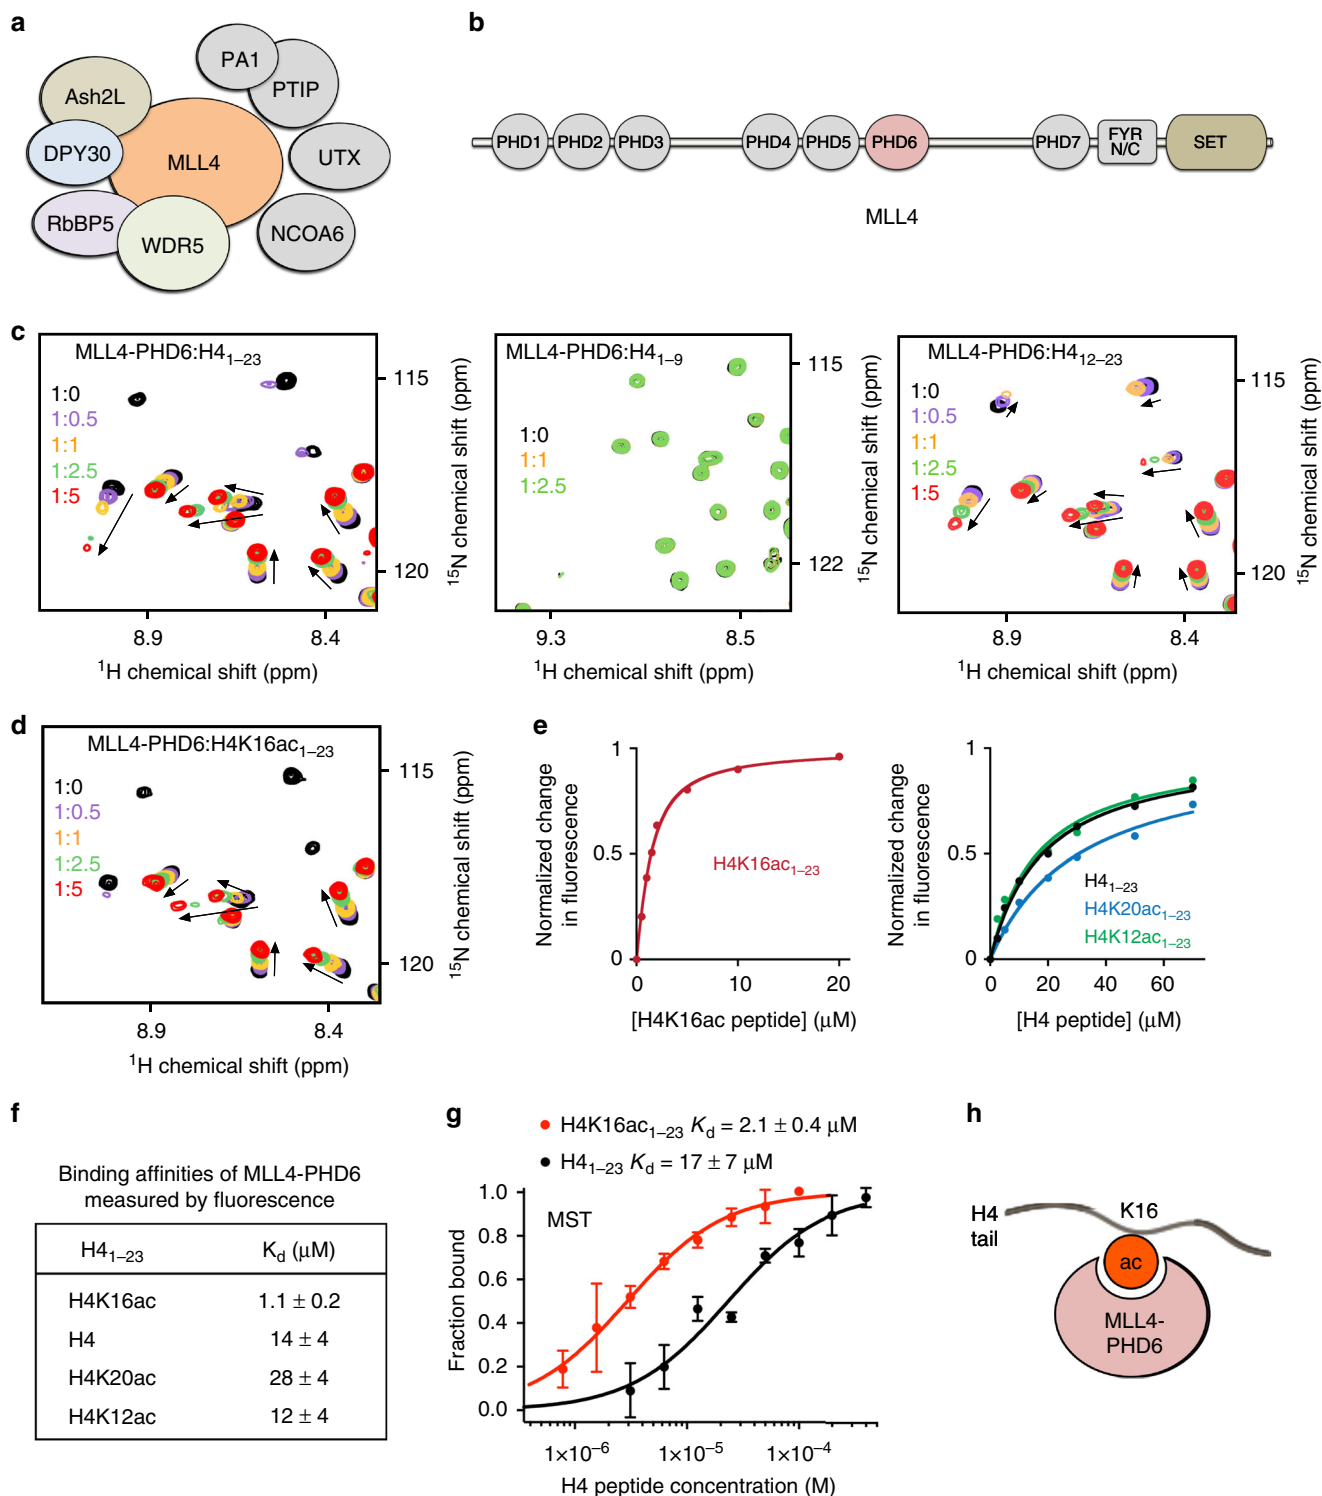 a
PA1
PTIP
Ash2L
DPY30
MLL4
UTX
RbBP5
WDR5
NCOA6
b
PHD1 PHD2 PHD3 PHD4 PHD5 PHD6 PHD7 FYR N/C SET
MLL4
c
MLL4-PHD6:H4₁₋₂₃
1:0
1:0.5
1:1
1:2.5
1:5
115
120
¹⁵N chemical shift (ppm)
8.9 8.4
¹H chemical shift (ppm)
MLL4-PHD6:H4₁₋₉
1:0
1:1
1:2.5
115
122
¹⁵N chemical shift (ppm)
9.3 8.5
¹H chemical shift (ppm)
MLL4-PHD6:H4₁₂₋₂₃
1:0
1:0.5
1:1
1:2.5
1:5
115
120
¹⁵N chemical shift (ppm)
8.9 8.4
¹H chemical shift (ppm)
d
MLL4-PHD6:H4K16ac₁₋₂₃
1:0
1:0.5
1:1
1:2.5
1:5
115
120
¹⁵N chemical shift (ppm)
8.9 8.4
¹H chemical shift (ppm)
e
Normalized change
in fluorescence
1
0.5
0
H4K16ac₁₋₂₃
0 10 20
[H4K16ac peptide] (μM)
Normalized change
in fluorescence
1
0.5
0
H4₁₋₂₃
H4K20ac₁₋₂₃
H4K12ac₁₋₂₃
0 20 40 60
[H4 peptide] (μM)
f
Binding affinities of MLL4-PHD6
measured by fluorescence
H4₁₋₂₃ K_d (μM)
H4K16ac 1.1 ± 0.2
H4 14 ± 4
H4K20ac 28 ± 4
H4K12ac 12 ± 4
g
H4K16ac₁₋₂₃ K_d = 2.1 ± 0.4 μM
H4₁₋₂₃ K_d = 17 ± 7 μM
MST
Fraction bound
1.0
0.8
0.6
0.4
0.2
0.0
1×10⁻⁶ 1×10⁻⁵ 1×10⁻⁴
H4 peptide concentration (M)
h
H4
tail
K16
ac
MLL4-
PHD6